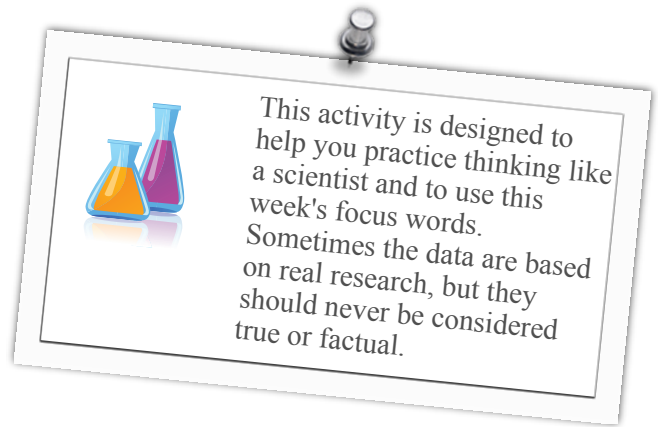 This activity is designed to
help you practice thinking like
a scientist and to use this
week's focus words.
Sometimes the data are based
on real research, but they
should never be considered
true or factual.